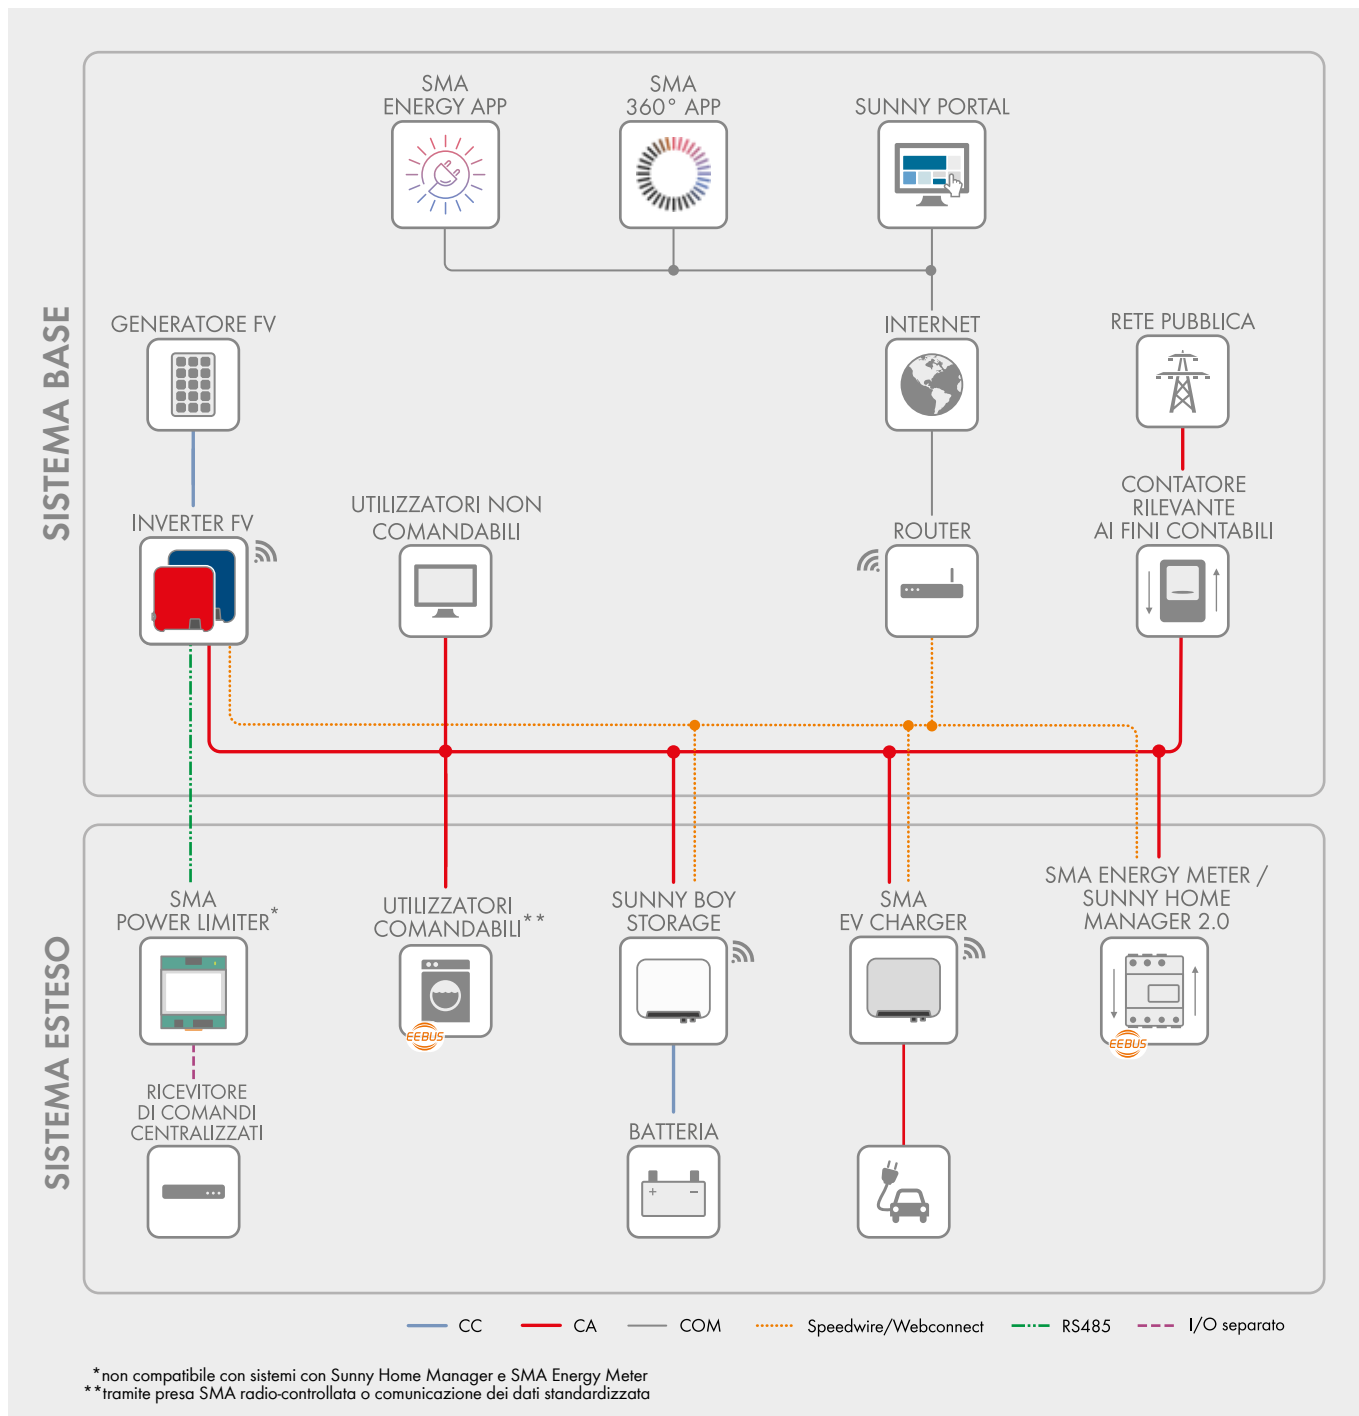 SMA
ENERGY APP
SMA
360° APP
SUNNY PORTAL
SISTEMA BASE
GENERATORE FV
INTERNET
RETE PUBBLICA
INVERTER FV
UTILIZZATORI NON
COMANDABILI
ROUTER
CONTATORE
RILEVANTE
AI FINI CONTABILI
SISTEMA ESTESO
SMA
POWER LIMITER*
UTILIZZATORI
COMANDABILI**
EEBUS
SUNNY BOY
STORAGE
SMA
EV CHARGER
SMA ENERGY METER /
SUNNY HOME
MANAGER 2.0
EEBUS
RICEVITORE
DI COMANDI
CENTRALIZZATI
BATTERIA
+ −
CC
CA
COM
Speedwire/Webconnect
RS485
I/O separato
*non compatibile con sistemi con Sunny Home Manager e SMA Energy Meter
**tramite presa SMA radio-controllata o comunicazione dei dati standardizzata